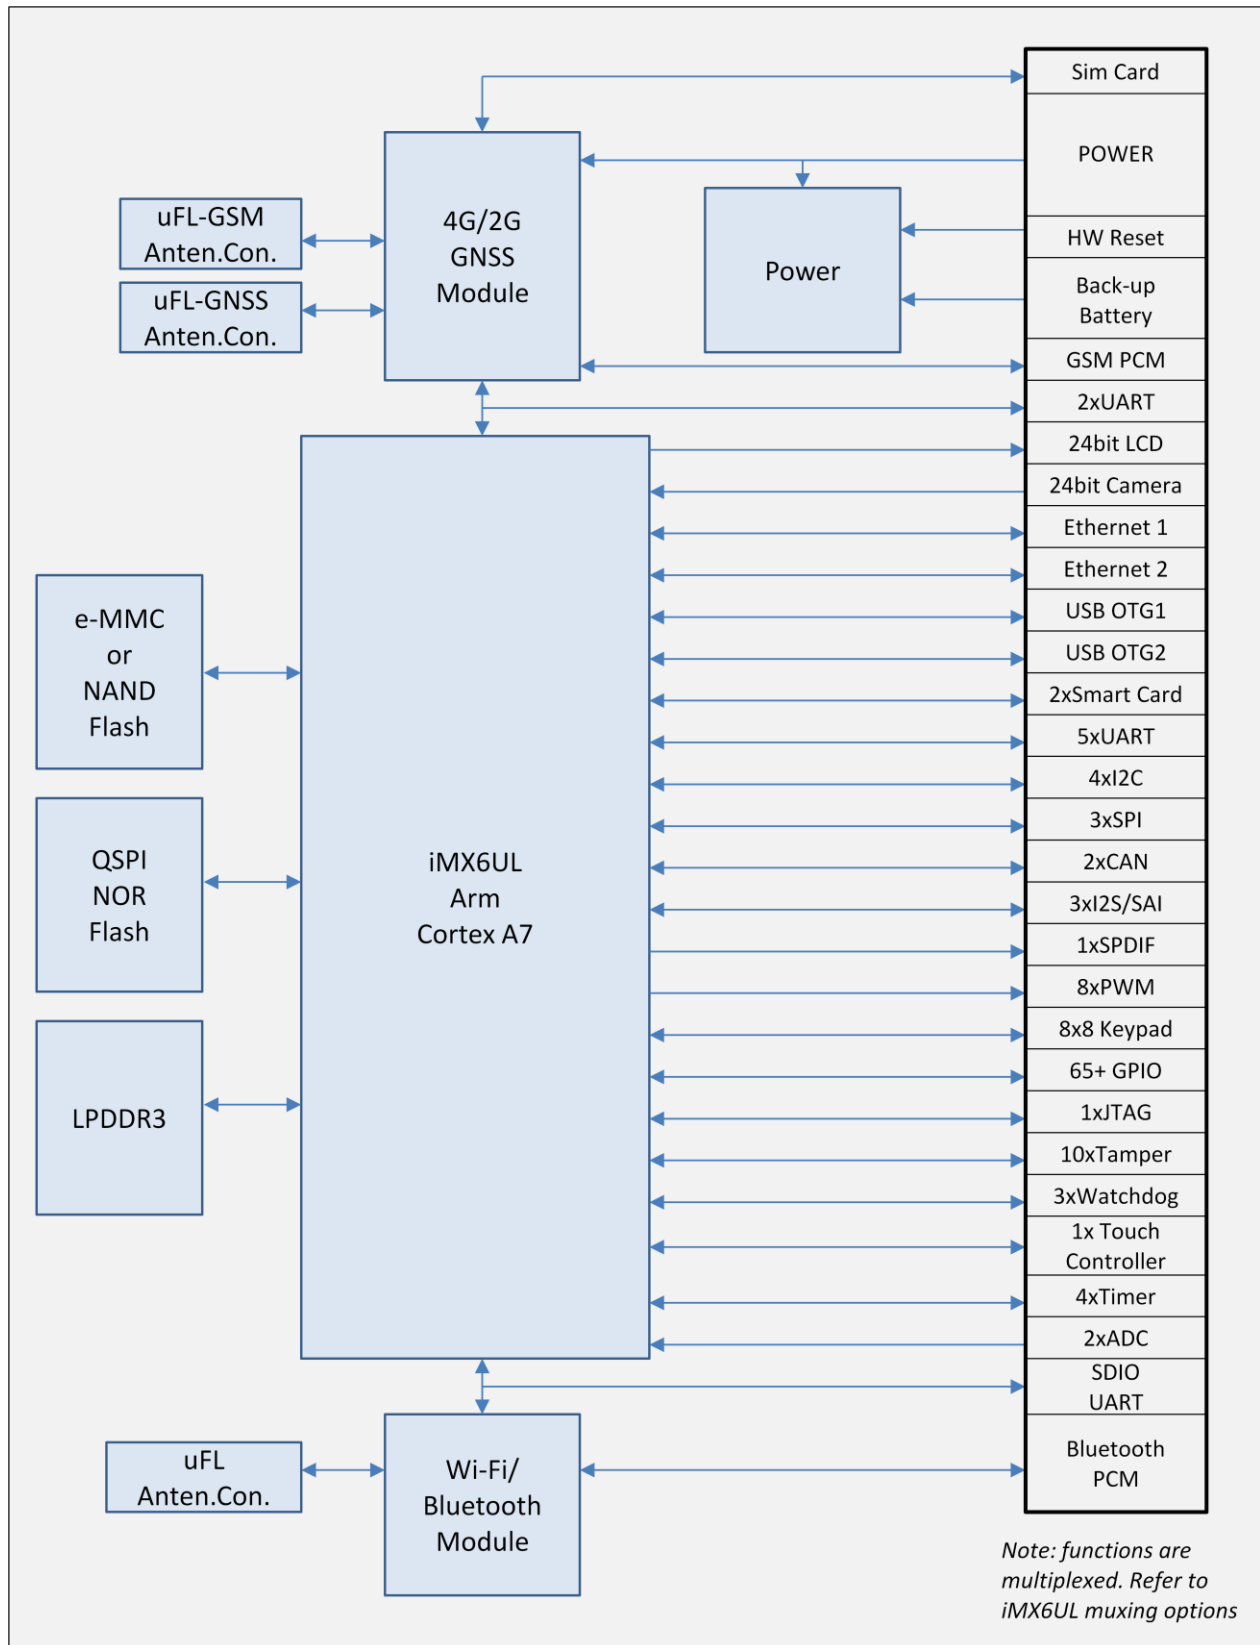 Sim Card
POWER
HW Reset
Back-up
Battery
GSM PCM
2xUART
24bit LCD
24bit Camera
Ethernet 1
Ethernet 2
USB OTG1
USB OTG2
2xSmart Card
5xUART
4xI2C
3xSPI
2xCAN
3xI2S/SAI
1xSPDIF
8xPWM
8x8 Keypad
65+ GPIO
1xJTAG
10xTamper
3xWatchdog
1x Touch
Controller
4xTimer
2xADC
SDIO
UART
Bluetooth
PCM
4G/2G
GNSS
Module
Power
uFL-GSM
Anten.Con.
uFL-GNSS
Anten.Con.
e-MMC
or
NAND
Flash
QSPI
NOR
Flash
LPDDR3
iMX6UL
Arm
Cortex A7
uFL
Anten.Con.
Wi-Fi/
Bluetooth
Module
Note: functions are
multiplexed. Refer to
iMX6UL muxing options